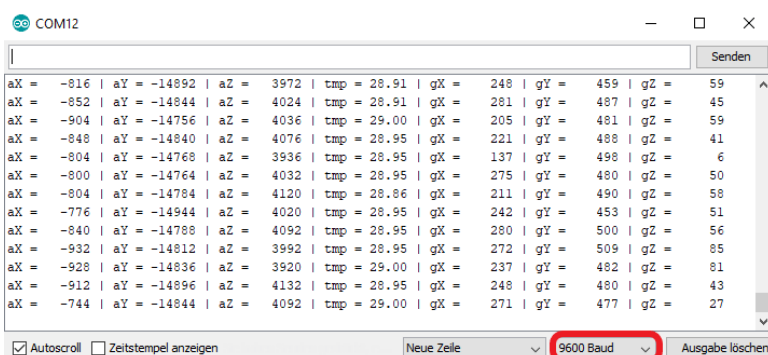 COM12
Senden
aX = -816 | aY = -14892 | aZ = 3972 | tmp = 28.91 | gX = 248 | gY = 459 | gZ = 59
aX = -852 | aY = -14844 | aZ = 4024 | tmp = 28.91 | gX = 281 | gY = 487 | gZ = 45
aX = -904 | aY = -14756 | aZ = 4036 | tmp = 29.00 | gX = 205 | gY = 481 | gZ = 59
aX = -848 | aY = -14840 | aZ = 4076 | tmp = 28.95 | gX = 221 | gY = 488 | gZ = 41
aX = -804 | aY = -14768 | aZ = 3936 | tmp = 28.95 | gX = 137 | gY = 498 | gZ = 6
aX = -800 | aY = -14764 | aZ = 4032 | tmp = 28.95 | gX = 275 | gY = 480 | gZ = 50
aX = -804 | aY = -14784 | aZ = 4120 | tmp = 28.86 | gX = 211 | gY = 490 | gZ = 58
aX = -776 | aY = -14944 | aZ = 4020 | tmp = 28.95 | gX = 242 | gY = 453 | gZ = 51
aX = -840 | aY = -14788 | aZ = 4092 | tmp = 28.95 | gX = 280 | gY = 500 | gZ = 56
aX = -932 | aY = -14812 | aZ = 3992 | tmp = 28.95 | gX = 272 | gY = 509 | gZ = 85
aX = -928 | aY = -14836 | aZ = 3920 | tmp = 29.00 | gX = 237 | gY = 482 | gZ = 81
aX = -912 | aY = -14896 | aZ = 4132 | tmp = 28.95 | gX = 248 | gY = 480 | gZ = 43
aX = -744 | aY = -14844 | aZ = 4092 | tmp = 29.00 | gX = 271 | gY = 477 | gZ = 27
Autoscroll Zeitstempel anzeigen Neue Zeile 9600 Baud Ausgabe löschen